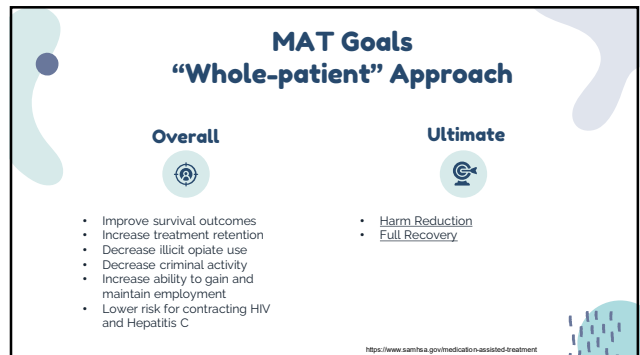 MAT Goals
“Whole-patient” Approach
Overall
• Improve survival outcomes
• Increase treatment retention
• Decrease illicit opiate use
• Decrease criminal activity
• Increase ability to gain and
maintain employment
• Lower risk for contracting HIV
and Hepatitis C
Ultimate
• Harm Reduction
• Full Recovery
https://www.samhsa.gov/medication-assisted-treatment